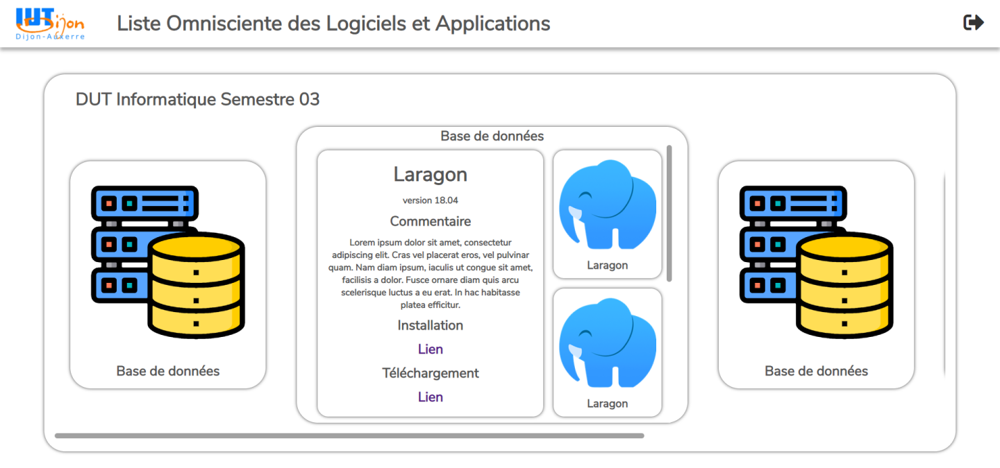 IUT Dijon
Dijon-Auxerre
Liste Omnisciente des Logiciels et Applications
DUT Informatique Semestre 03
Base de données
Base de données
Laragon
version 18.04
Commentaire
Lorem ipsum dolor sit amet, consectetur
adipiscing elit. Cras vel placerat eros, vel pulvinar
quam. Nam diam ipsum, iaculis ut congue sit amet,
facilisis a dolor. Fusce ornare diam quis arcu
scelerisque luctus a eu erat. In hac habitasse
platea efficitur.
Installation
Lien
Téléchargement
Lien
Laragon
Laragon
Base de données